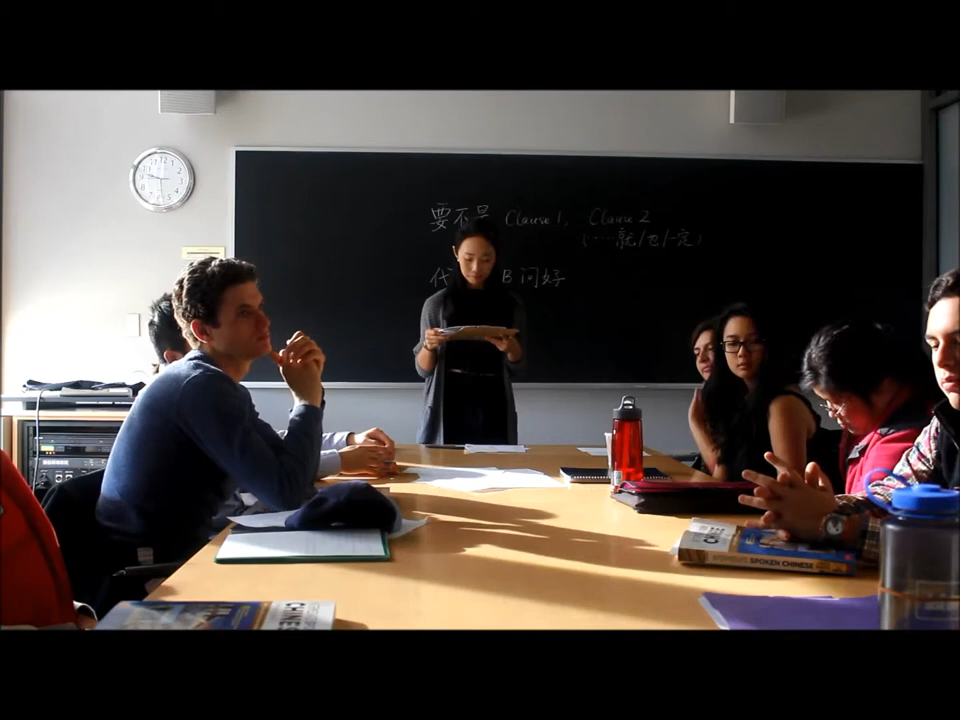 要不是 Clause 1, Clause 2
(……就/也/一定)
代 B 问好
SPOKEN CHINESE
CHINESE